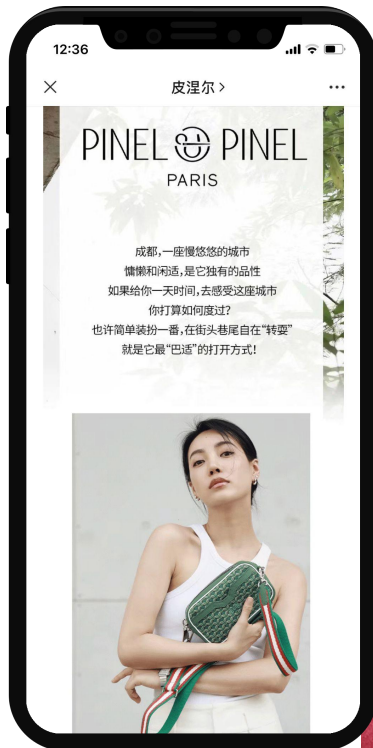 12:36
皮涅尔
PINEL PINEL
PARIS
成都,一座慢悠悠的城市
慵懒和闲适,是它独有的品性
如果给你一天时间,去感受这座城市
你打算如何度过?
也许简单装扮一番,在街头巷尾自在“转耍”
就是它最“巴适”的打开方式!